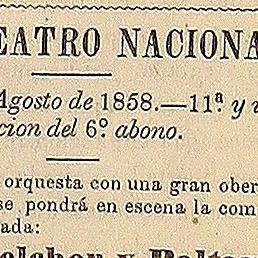 EATRO NACIONA
Agosto de 1858.—11ª y
cion del 6º abono.
orquesta con una gran ober
se pondrá en escena la com
ada: